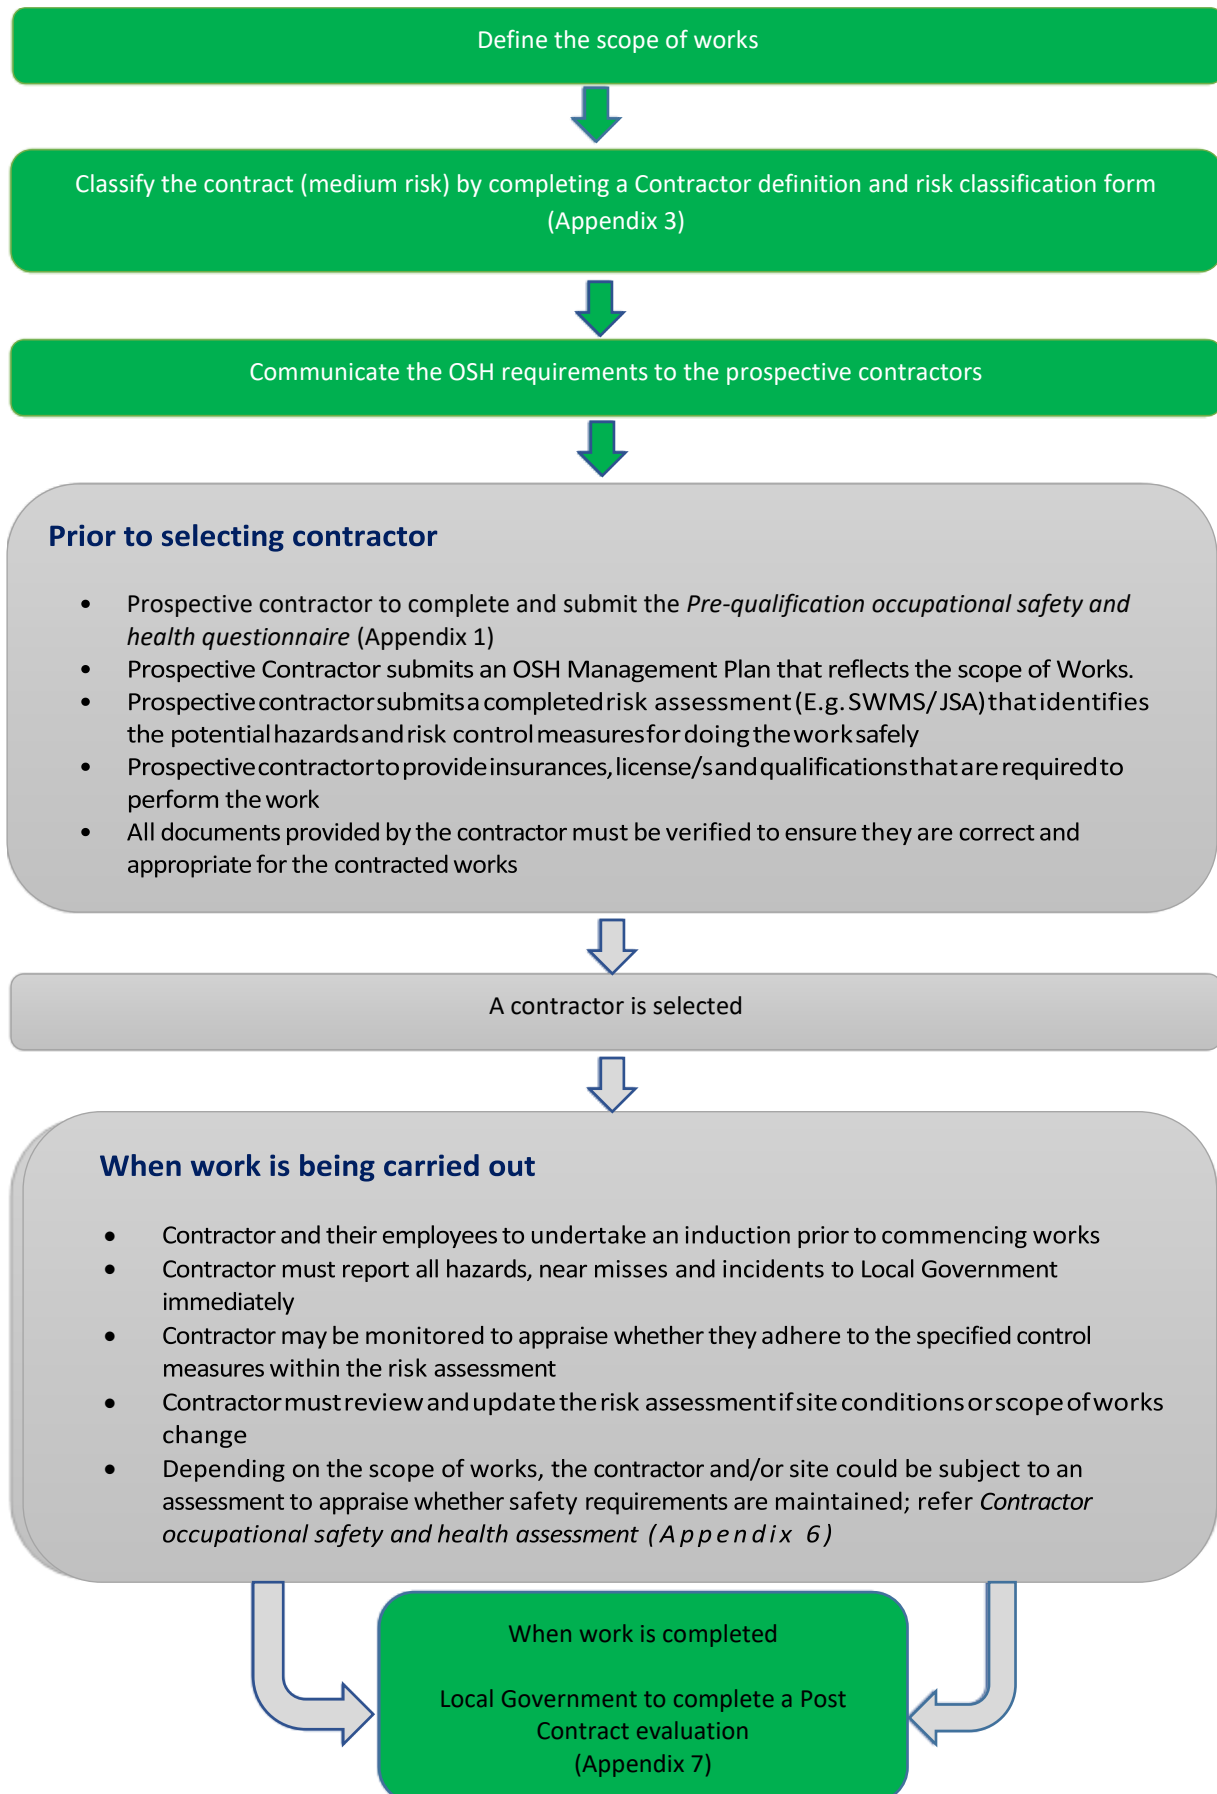 Define the scope of works
Classify the contract (medium risk) by completing a Contractor definition and risk classification form
(Appendix 3)
Communicate the OSH requirements to the prospective contractors
Prior to selecting contractor
• Prospective contractor to complete and submit the Pre-qualification occupational safety and
health questionnaire (Appendix 1)
• Prospective Contractor submits an OSH Management Plan that reflects the scope of Works.
• Prospective contractor submits a completed risk assessment (E.g. SWMS/JSA) that identifies
the potential hazards and risk control measures for doing the work safely
• Prospective contractor to provide insurances, license/s and qualifications that are required to
perform the work
• All documents provided by the contractor must be verified to ensure they are correct and
appropriate for the contracted works
A contractor is selected
When work is being carried out
• Contractor and their employees to undertake an induction prior to commencing works
• Contractor must report all hazards, near misses and incidents to Local Government
immediately
• Contractor may be monitored to appraise whether they adhere to the specified control
measures within the risk assessment
• Contractor must review and update the risk assessment if site conditions or scope of works
change
• Depending on the scope of works, the contractor and/or site could be subject to an
assessment to appraise whether safety requirements are maintained; refer Contractor
occupational safety and health assessment (Appendix 6)
When work is completed
Local Government to complete a Post
Contract evaluation
(Appendix 7)